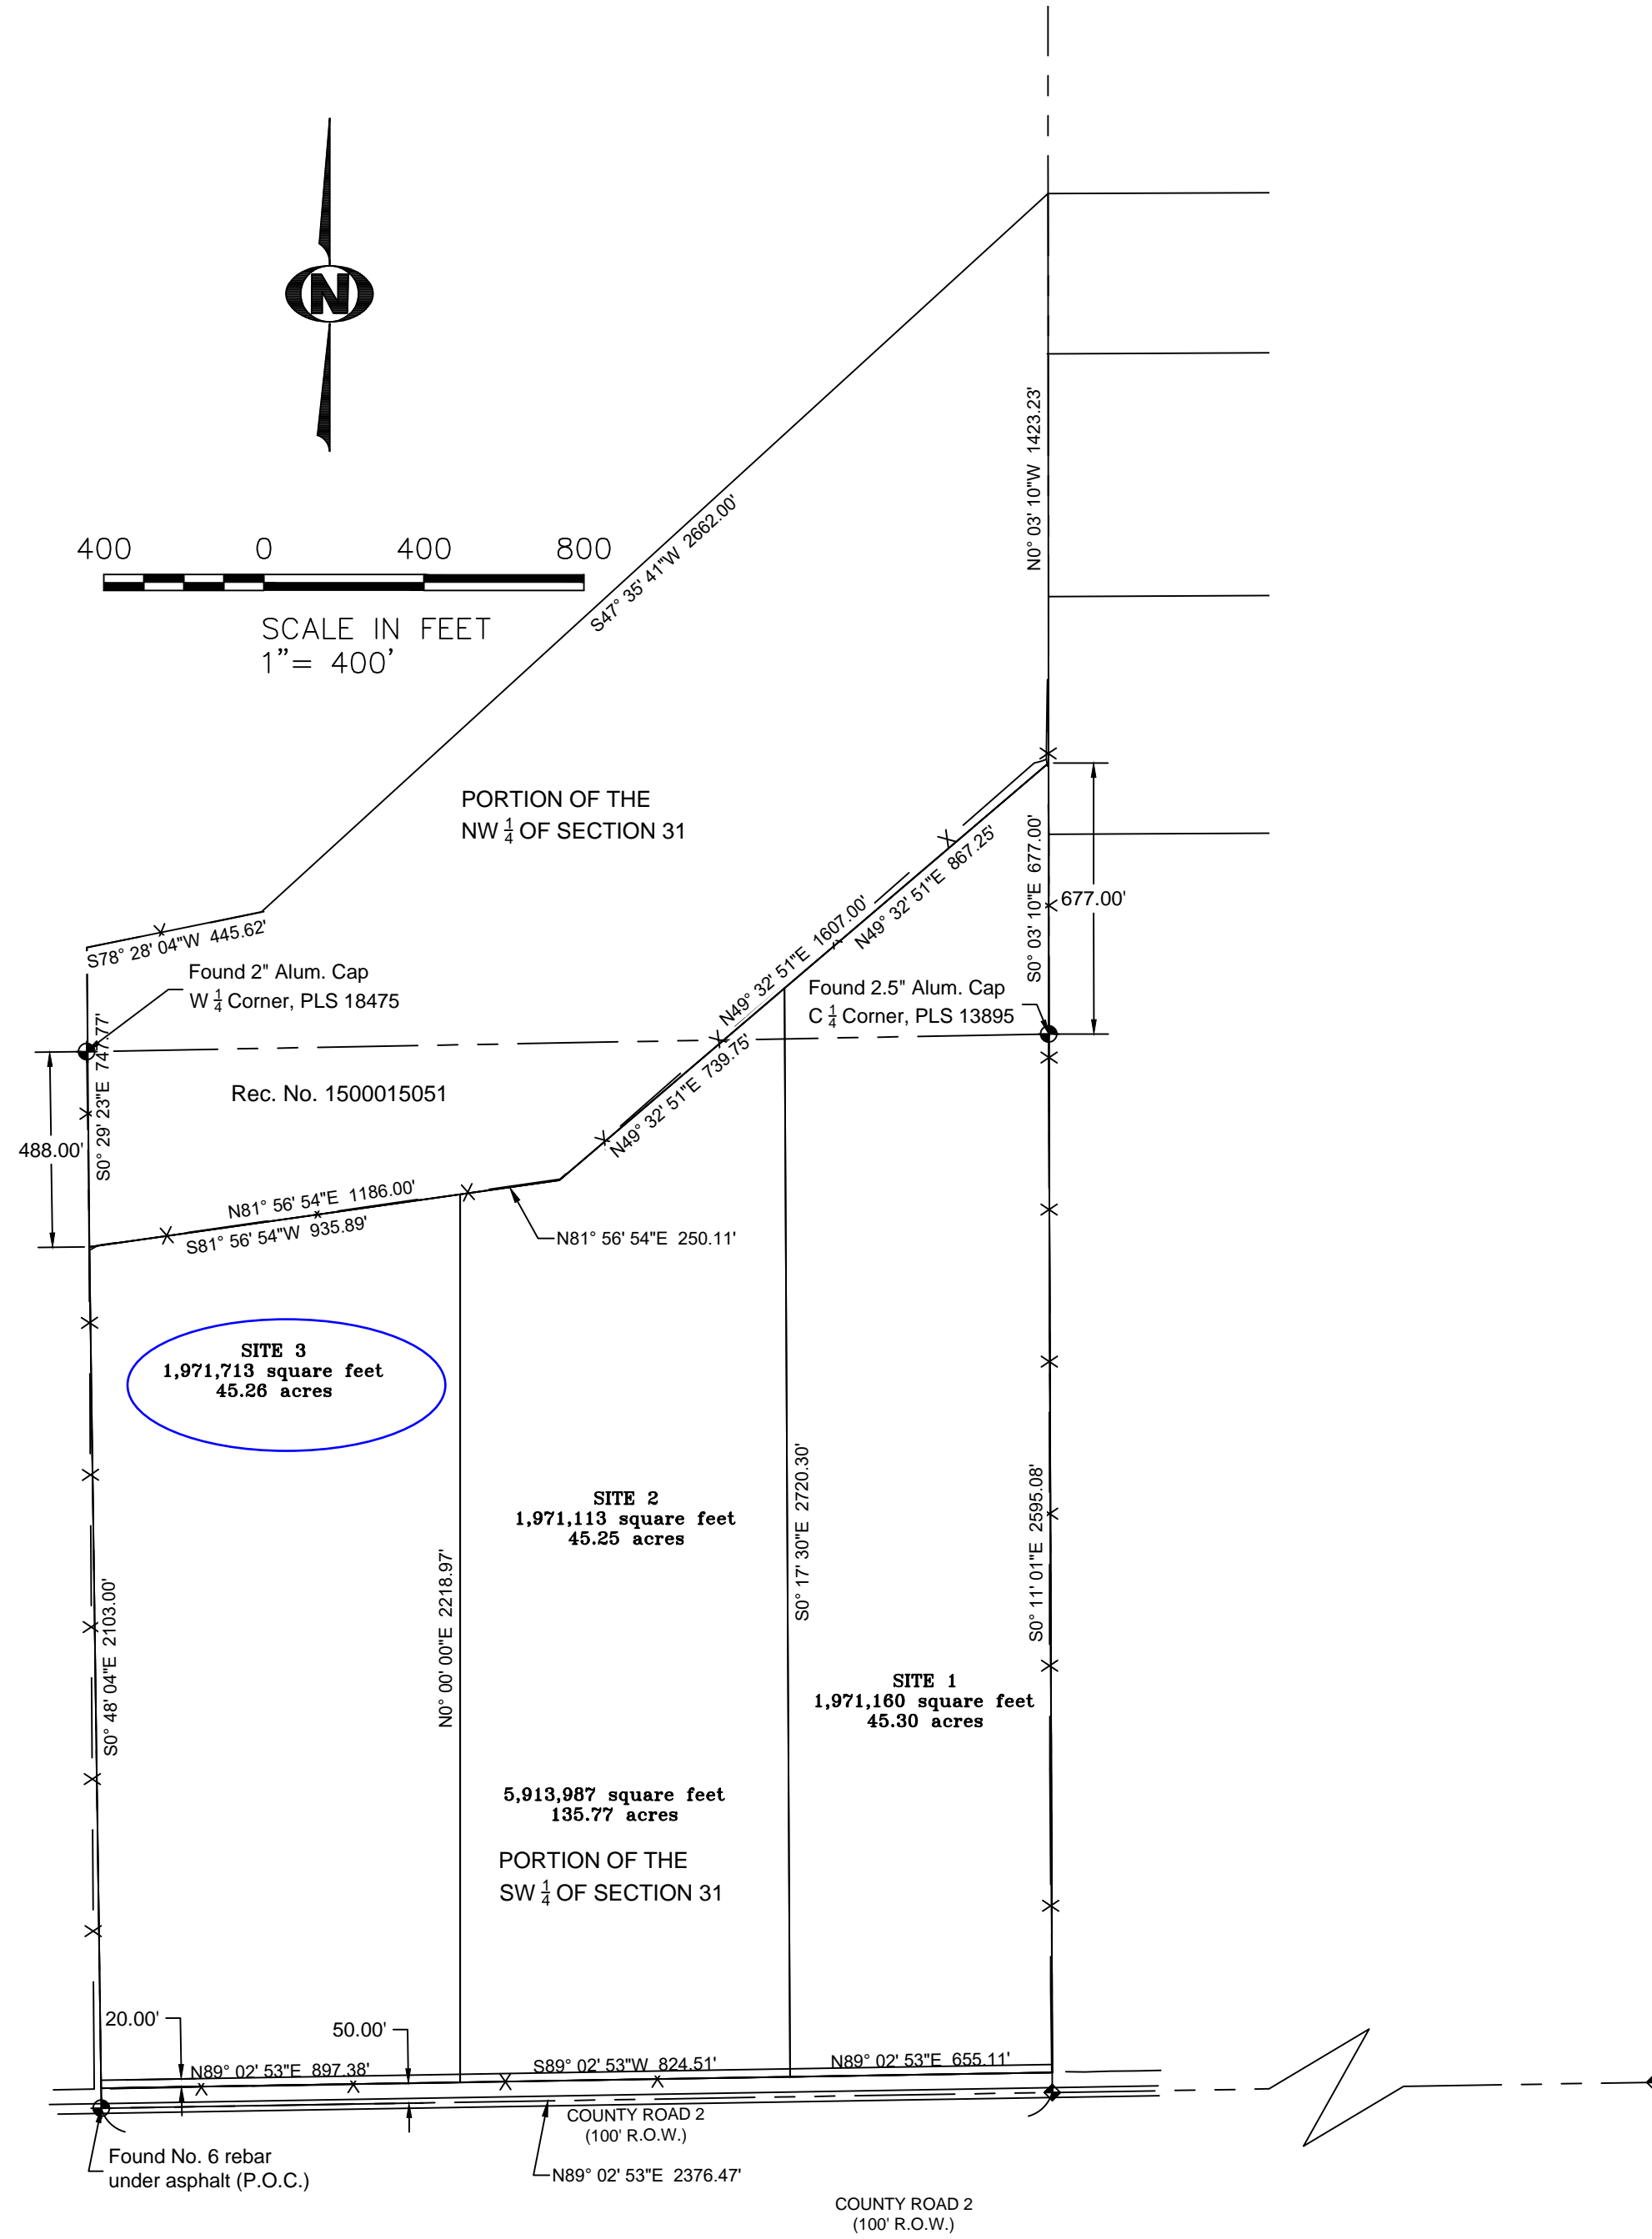 N
400 0 400 800
SCALE IN FEET
1"= 400'
S47° 35' 41"W 2662.00'
N0° 03' 10"W 1423.23'
PORTION OF THE
NW 1/4 OF SECTION 31
N49° 32' 51"E 867.25'
S0° 03' 10"E 677.00'
677.00'
N49° 32' 51"E 1607.00'
S78° 28' 04"W 445.62'
Found 2" Alum. Cap
W 1/4 Corner, PLS 18475
Found 2.5" Alum. Cap
C 1/4 Corner, PLS 13895
S0° 29' 23"E 747.77'
N49° 32' 51"E 739.75'
Rec. No. 1500015051
488.00'
N81° 56' 54"E 1186.00'
S81° 56' 54"W 935.89'
N81° 56' 54"E 250.11'
SITE 3
1,971,713 square feet
45.26 acres
SITE 2
1,971,113 square feet
45.25 acres
S0° 17' 30"E 2720.30'
S0° 11' 01"E 2595.08'
N0° 00' 00"E 2218.97'
S0° 48' 04"E 2103.00'
SITE 1
1,971,160 square feet
45.30 acres
5,913,987 square feet
135.77 acres
PORTION OF THE
SW 1/4 OF SECTION 31
20.00'
50.00'
N89° 02' 53"E 897.38'
S89° 02' 53"W 824.51'
N89° 02' 53"E 655.11'
COUNTY ROAD 2
(100' R.O.W.)
Found No. 6 rebar
under asphalt (P.O.C.)
N89° 02' 53"E 2376.47'
COUNTY ROAD 2
(100' R.O.W.)